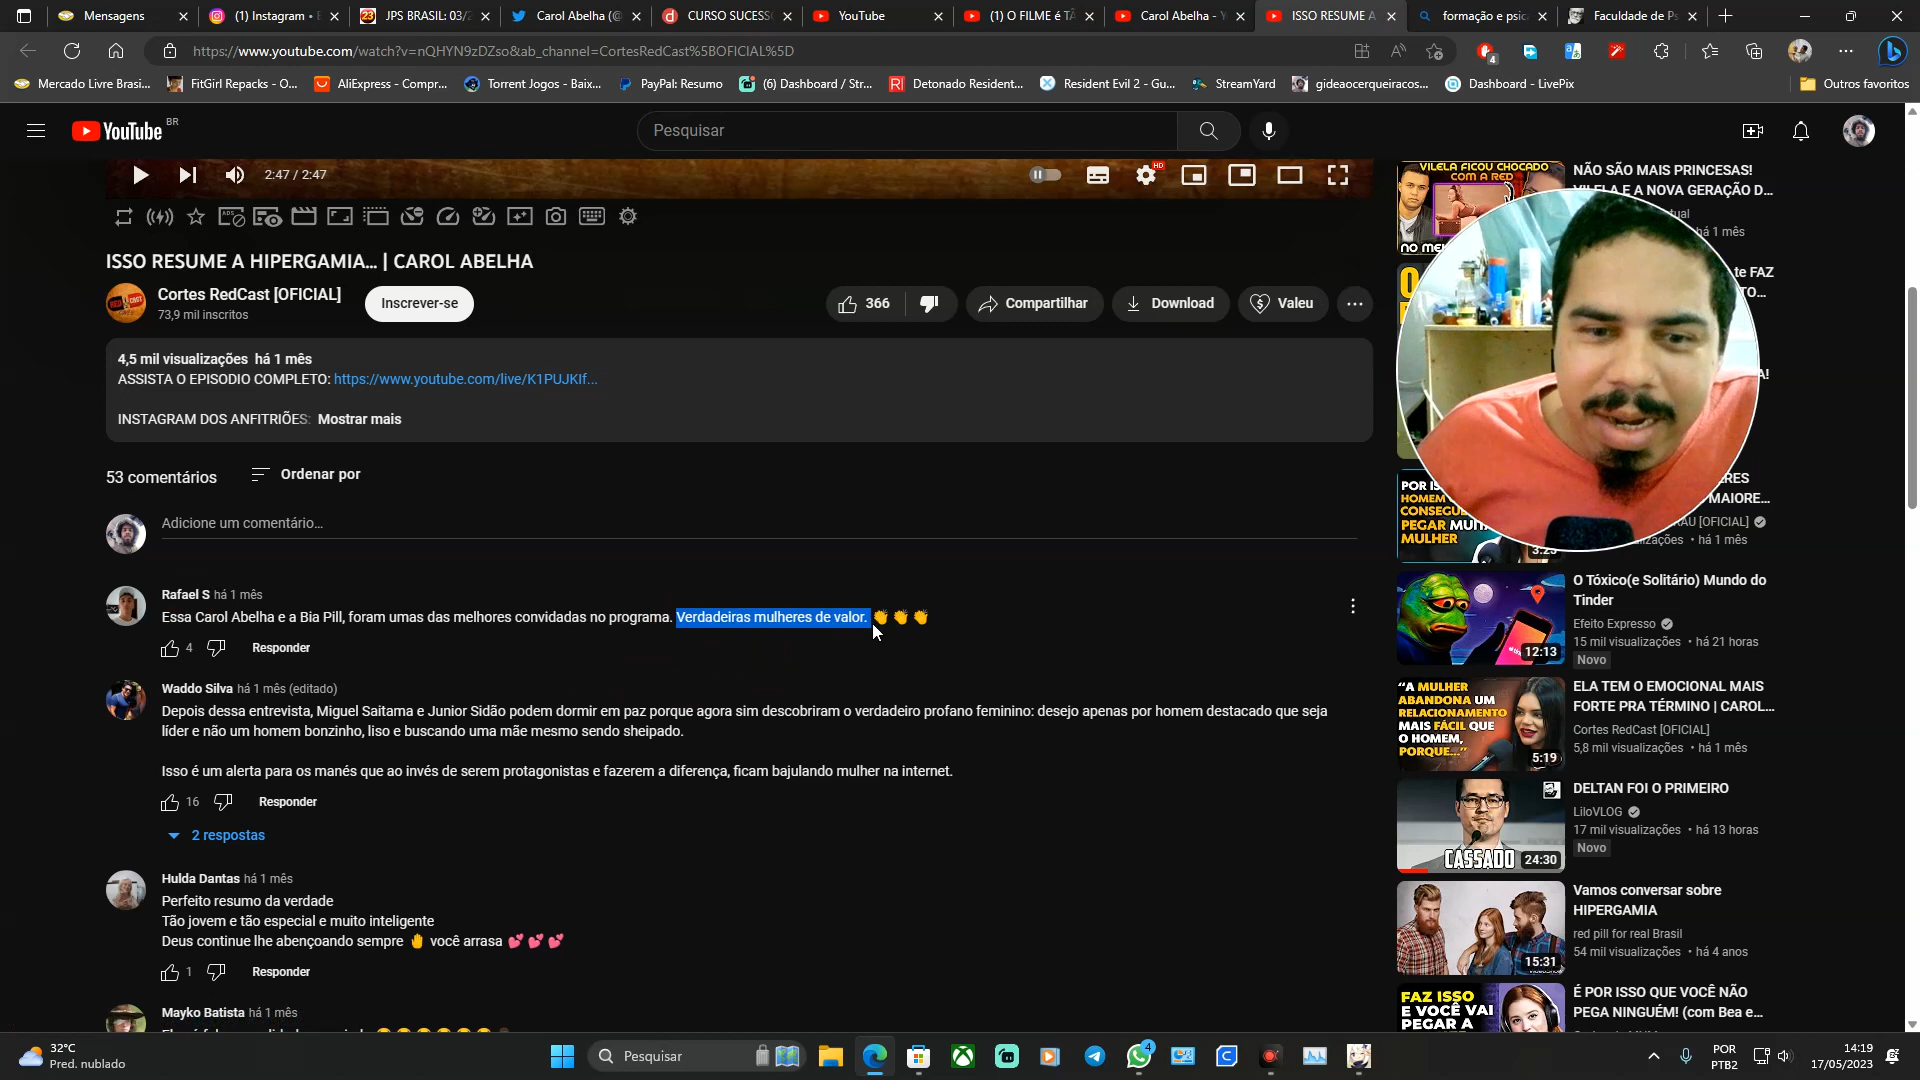 Mensagens
(1) Instagram •
JPS BRASIL: 03/2
Carol Abelha (@
CURSO SUCESS
YouTube
(1) O FILME é TÃ
Carol Abelha - Y
ISSO RESUME A
formação e psic
Faculdade de Ps
https://www.youtube.com/watch?v=nQHYN9zDZso&ab_channel=CortesRedCast%5BOFICIAL%5D
4
Mercado Livre Brasi...
FitGirl Repacks - O...
AliExpress - Compr...
Torrent Jogos - Baix...
PayPal: Resumo
(6) Dashboard / Str...
Detonado Resident...
Resident Evil 2 - Gu...
StreamYard
gideaocerqueiracos...
Dashboard - LivePix
Outros favoritos
YouTube BR
Pesquisar
2:47 / 2:47
HD
ISSO RESUME A HIPERGAMIA... | CAROL ABELHA
Cortes RedCast [OFICIAL]
73,9 mil inscritos
Inscrever-se
366
Compartilhar
Download
Valeu
4,5 mil visualizações há 1 mês
ASSISTA O EPISODIO COMPLETO: https://www.youtube.com/live/K1PUJKIf...
INSTAGRAM DOS ANFITRIÕES: Mostrar mais
53 comentários
Ordenar por
Adicione um comentário...
Rafael S há 1 mês
Essa Carol Abelha e a Bia Pill, foram umas das melhores convidadas no programa. Verdadeiras mulheres de valor. 👏 👏 👏
4
Responder
Waddo Silva há 1 mês (editado)
Depois dessa entrevista, Miguel Saitama e Junior Sidão podem dormir em paz porque agora sim descobriram o verdadeiro profano feminino: desejo apenas por homem destacado que seja
líder e não um homem bonzinho, liso e buscando uma mãe mesmo sendo sheipado.
Isso é um alerta para os manés que ao invés de serem protagonistas e fazerem a diferença, ficam bajulando mulher na internet.
16
Responder
2 respostas
Hulda Dantas há 1 mês
Perfeito resumo da verdade
Tão jovem e tão especial e muito inteligente
Deus continue lhe abençoando sempre 🤚 você arrasa 💕 💕 💕
1
Responder
Mayko Batista há 1 mês
VILELA FICOU CHOCADO
COM A RED
NO ME
NÃO SÃO MAIS PRINCESAS!
VILELA E A NOVA GERAÇÃO D...
há 1 mês
te FAZ
POR IS
HOMEM
CONSEGU
PEGAR MUI
MULHER
3:23
MAIORE...
[OFICIAL]
há 1 mês
O Tóxico(e Solitário) Mundo do
Tinder
Efeito Expresso
15 mil visualizações • há 21 horas
Novo
12:13
"A MULHER
ABANDONA UM
RELACIONAMENTO
MAIS FÁCIL QUE
O HOMEM,
PORQUE..."
5:19
ELA TEM O EMOCIONAL MAIS
FORTE PRA TÉRMINO | CAROL...
Cortes RedCast [OFICIAL]
5,8 mil visualizações • há 1 mês
CASSADO
24:30
DELTAN FOI O PRIMEIRO
LiloVLOG
17 mil visualizações • há 13 horas
Novo
15:31
Vamos conversar sobre
HIPERGAMIA
red pill for real Brasil
54 mil visualizações • há 4 anos
FAZ ISSO
E VOCÊ VAI
PEGAR A
É POR ISSO QUE VOCÊ NÃO
PEGA NINGUÉM! (com Bea e...
32°C
Pred. nublado
Pesquisar
4
POR
PTB2
14:19
17/05/2023